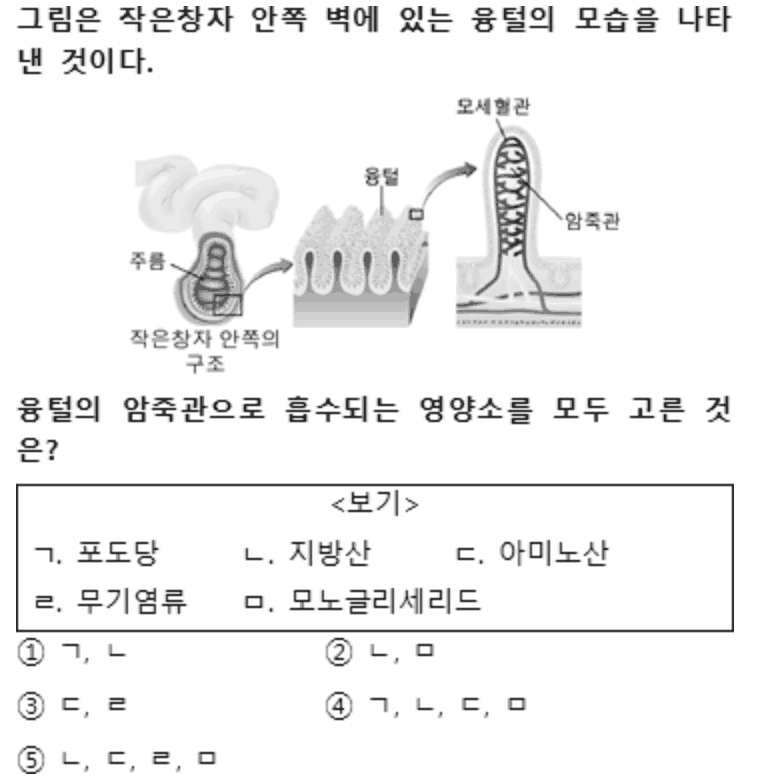 그림은 작은창자 안쪽 벽에 있는 융털의 모습을 나타
낸 것이다.
모세혈관
융털
암죽관
주름
작은창자 안쪽의
구조
융털의 암죽관으로 흡수되는 영양소를 모두 고른 것
은?
<보기>
ㄱ. 포도당 ㄴ. 지방산 ㄷ. 아미노산
ㄹ. 무기염류 ㅁ. 모노글리세리드
① ㄱ, ㄴ ② ㄴ, ㅁ
③ ㄷ, ㄹ ④ ㄱ, ㄴ, ㄷ, ㅁ
⑤ ㄴ, ㄷ, ㄹ, ㅁ